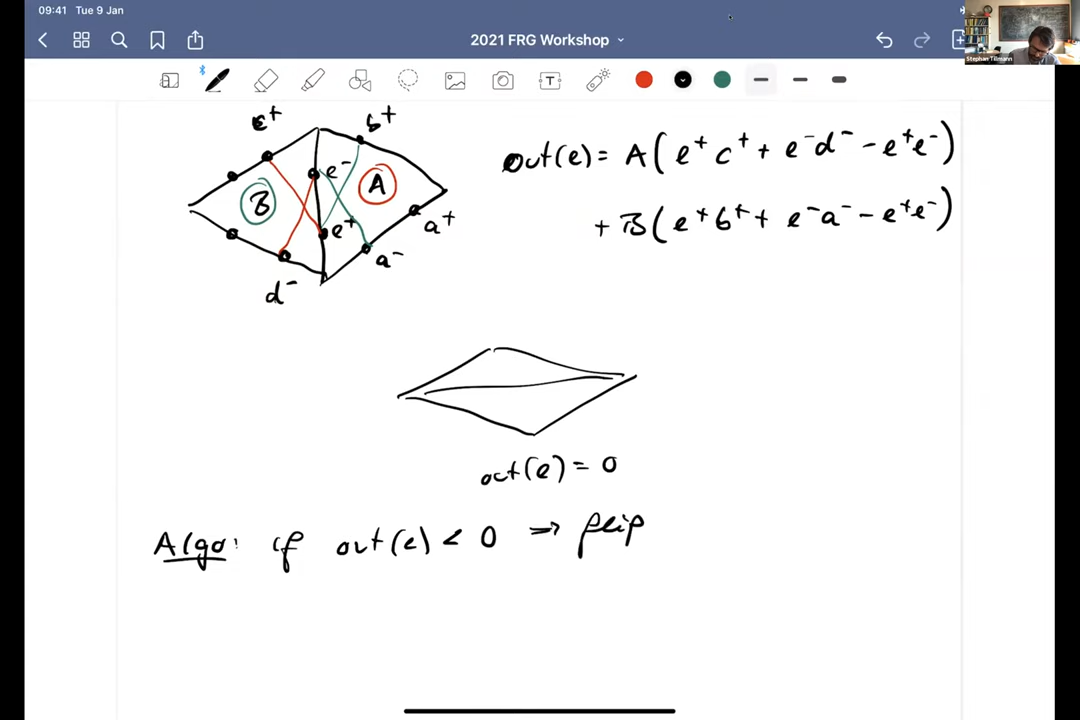 09:41 Tue 9 Jan
2021 FRG Workshop
T
Stephan Tillmann
c⁺
b⁺
e⁻
B
A
e⁺
a⁺
a⁻
d⁻
out(e) = A(e⁺c⁺ + e⁻d⁻ - e⁺e⁻)
+ B(e⁺b⁺ + e⁻a⁻ - e⁺e⁻)
out(e) = 0
Algo: if out(e) < 0 ⇒ flip